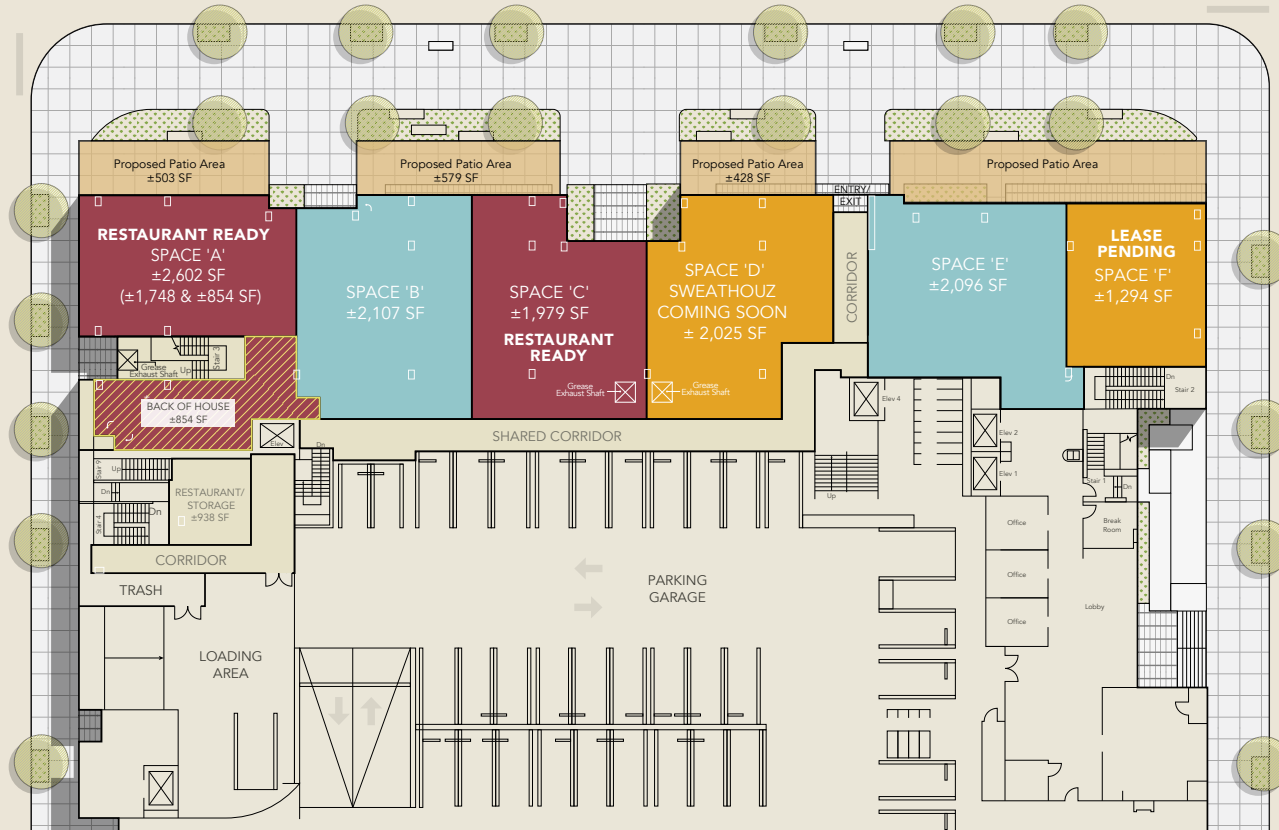 Proposed Patio Area
±503 SF
Proposed Patio Area
±579 SF
Proposed Patio Area
±428 SF
Proposed Patio Area
ENTRY/
EXIT
RESTAURANT READY
SPACE 'A'
±2,602 SF
(±1,748 & ±854 SF)
SPACE 'B'
±2,107 SF
SPACE 'C'
±1,979 SF
RESTAURANT
READY
Grease
Exhaust Shaft
SPACE 'D'
SWEATHOUZ
COMING SOON
± 2,025 SF
Grease
Exhaust Shaft
CORRIDOR
SPACE 'E'
±2,096 SF
LEASE
PENDING
SPACE 'F'
±1,294 SF
Grease
Exhaust Shaft
Up
Stair 3
BACK OF HOUSE
±854 SF
Elev
Dn
SHARED CORRIDOR
Elev 4
Elev 2
Elev 1
Up
Dn
Stair 2
Stair 1
Dn
Break
Room
Up
Dn
Dn
Stair 4
RESTAURANT/
STORAGE
±938 SF
CORRIDOR
TRASH
LOADING
AREA
PARKING
GARAGE
Office
Office
Office
Lobby